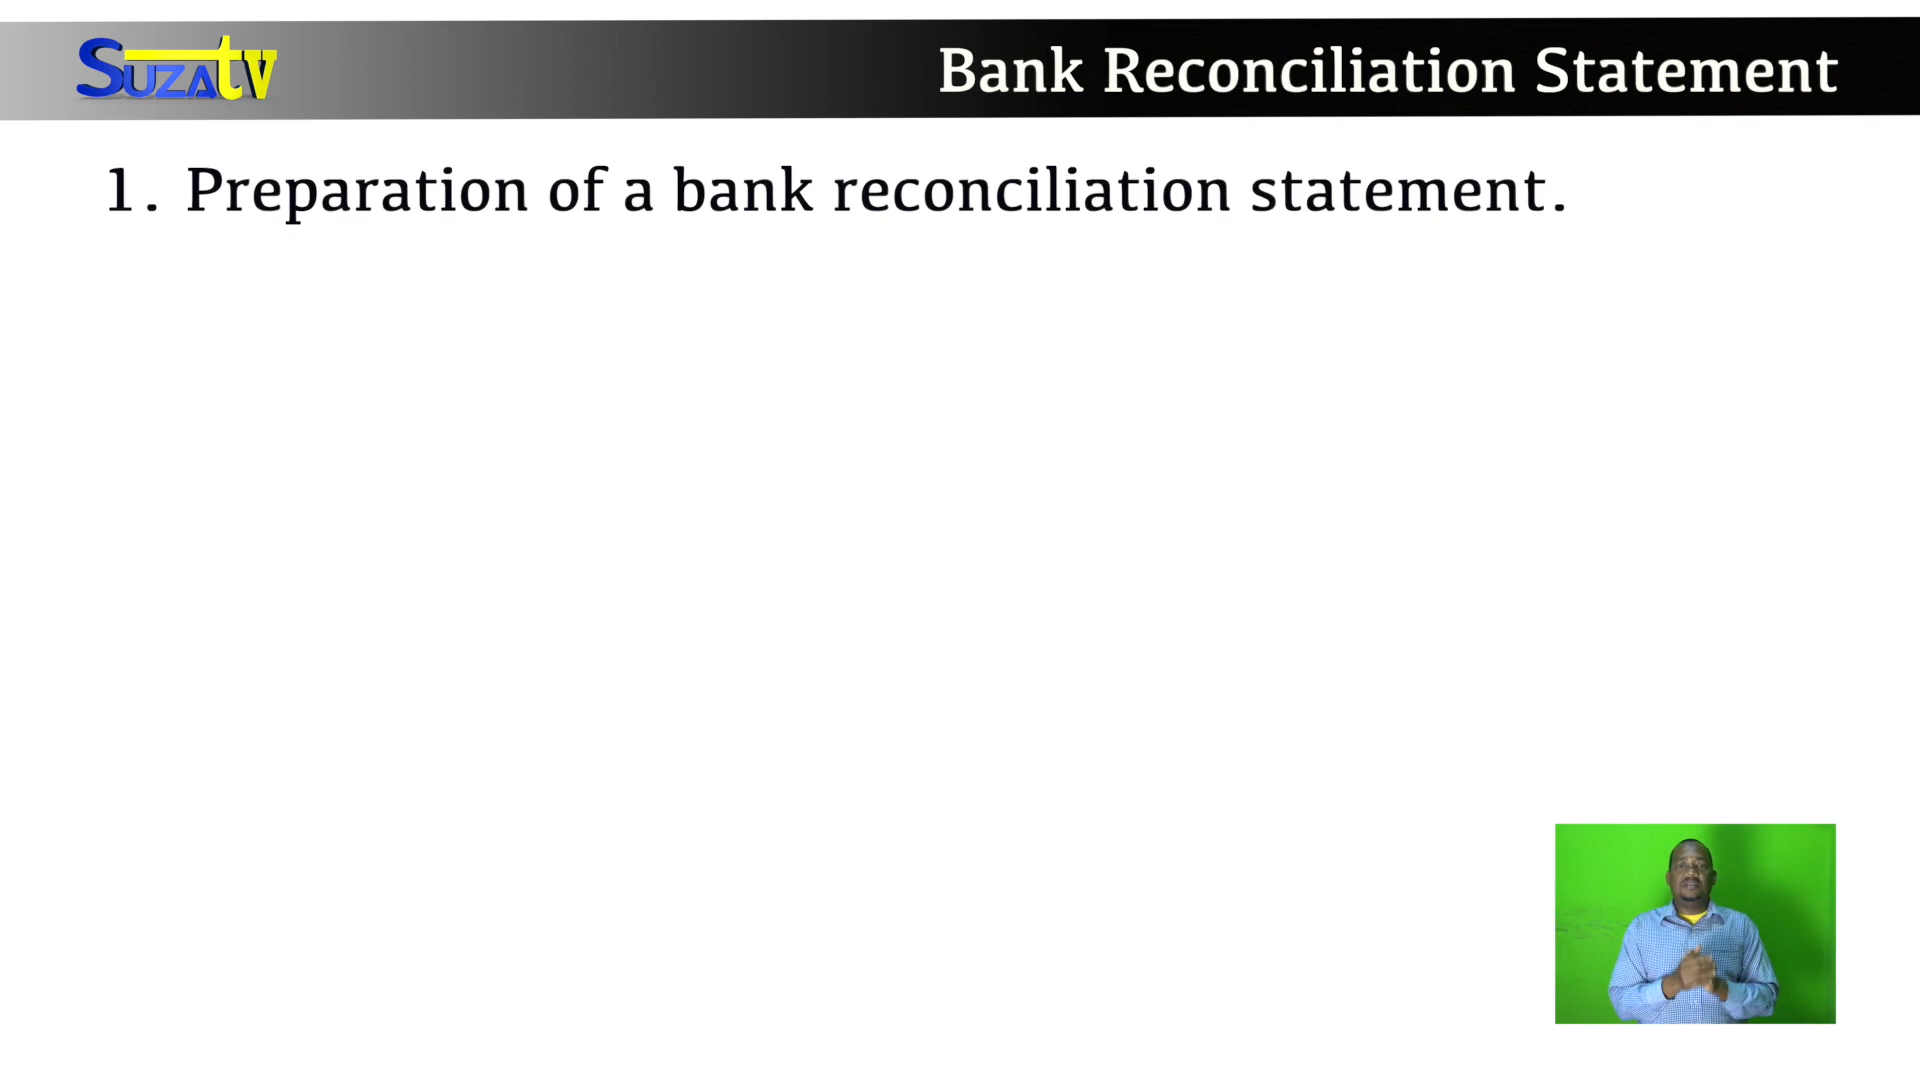 SUZAtv
Bank Reconciliation Statement
1. Preparation of a bank reconciliation statement.